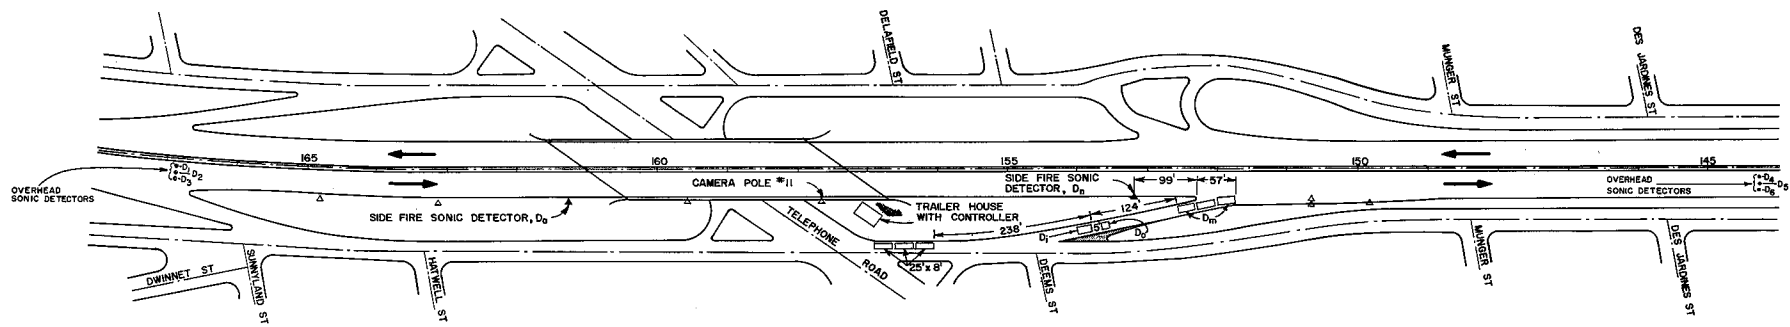 DELAFIELD ST
MUNGER ST
DES JARDINES ST
165
160
155
150
145
D1
D2
D3
OVERHEAD
SONIC DETECTORS
CAMERA POLE #11
SIDE FIRE SONIC DETECTOR, Do
SIDE FIRE SONIC
DETECTOR, Dn
99'
57'
124'
TRAILER HOUSE
WITH CONTROLLER
238'
Di
15'
Do
Dm
OVERHEAD
SONIC DETECTORS
D4
D5
D6
TELEPHONE
ROAD
25' x 8'
DWINNET ST
SUNNYLAND ST
HATWELL ST
DEEMS ST
MUNGER ST
DES JARDINES ST